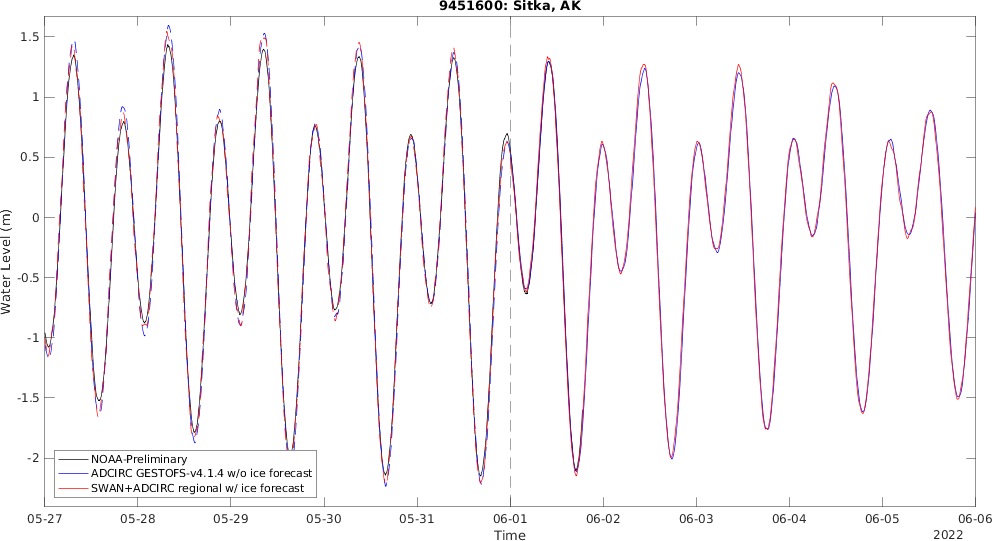 9451600: Sitka, AK
1.5
1
0.5
0
-0.5
-1
-1.5
-2
Water Level (m)
NOAA-Preliminary
ADCIRC GESTOFS-v4.1.4 w/o ice forecast
SWAN+ADCIRC regional w/ ice forecast
05-27 05-28 05-29 05-30 05-31 06-01 06-02 06-03 06-04 06-05 06-06
Time
2022